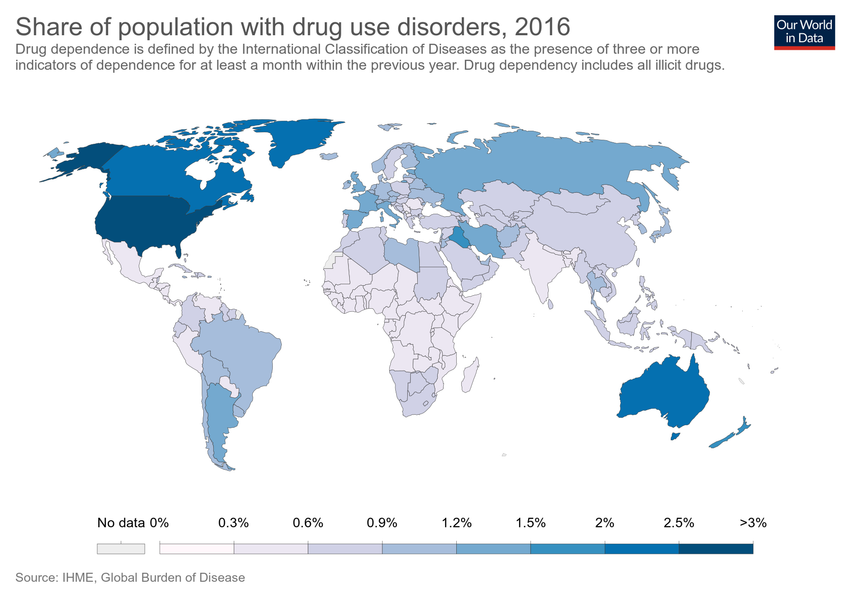 Share of population with drug use disorders, 2016
Our World
in Data
Drug dependence is defined by the International Classification of Diseases as the presence of three or more
indicators of dependence for at least a month within the previous year. Drug dependency includes all illicit drugs.
No data 0% 0.3% 0.6% 0.9% 1.2% 1.5% 2% 2.5% >3%
Source: IHME, Global Burden of Disease